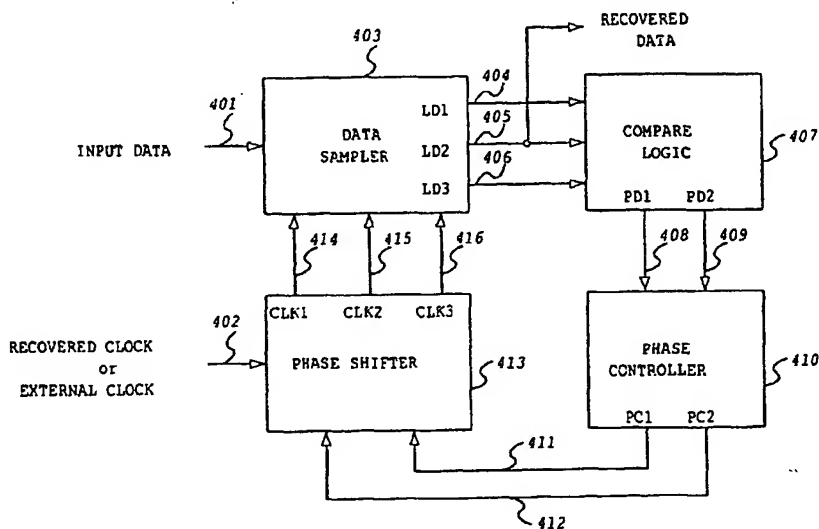 RECOVERED
DATA
403
404
401
405
LD1
INPUT DATA
DATA
SAMPLER
LD2
406
LD3
COMPARE
LOGIC
407
PD1 PD2
414 415 416
408 409
CLK1 CLK2 CLK3
402
RECOVERED CLOCK
or
EXTERNAL CLOCK
PHASE SHIFTER
413
PHASE
CONTROLLER
410
PC1 PC2
411
412